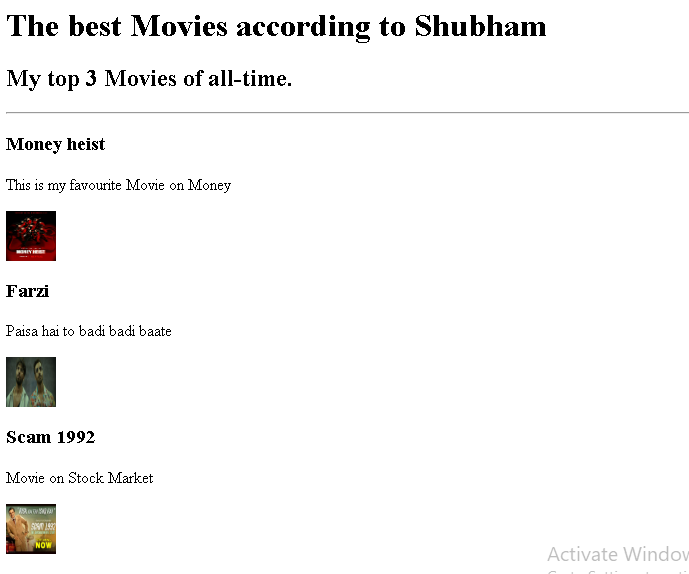 The best Movies according to Shubham
My top 3 Movies of all-time.
Money heist
This is my favourite Movie on Money
MONEY HEIST
Farzi
Paisa hai to badi badi baate
Scam 1992
Movie on Stock Market
SCAM 1992
NOW
Activate Window